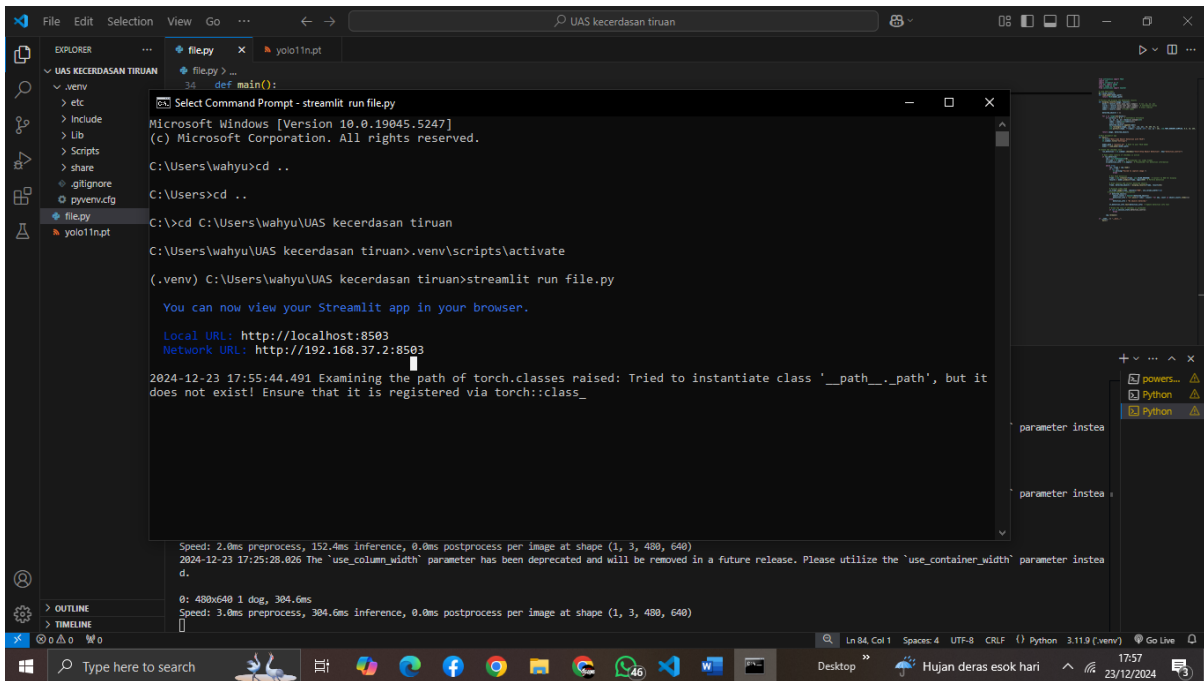 File Edit Selection View Go ...
UAS kecerdasan tiruan
EXPLORER ...
file.py
yolo11n.pt
UAS KECERDASAN TIRUAN
file.py > ...
.venv
34 def main():
etc
Include
Lib
Scripts
share
.gitignore
pyvenv.cfg
file.py
yolo11n.pt
Select Command Prompt - streamlit run file.py
Microsoft Windows [Version 10.0.19045.5247]
(c) Microsoft Corporation. All rights reserved.
C:\Users\wahyu>cd ..
C:\Users>cd ..
C:\>cd C:\Users\wahyu\UAS kecerdasan tiruan
C:\Users\wahyu\UAS kecerdasan tiruan>.venv\scripts\activate
(.venv) C:\Users\wahyu\UAS kecerdasan tiruan>streamlit run file.py
You can now view your Streamlit app in your browser.
Local URL: http://localhost:8503
Network URL: http://192.168.37.2:8503
2024-12-23 17:55:44.491 Examining the path of torch.classes raised: Tried to instantiate class '__path__._path', but it
does not exist! Ensure that it is registered via torch::class_
powers...
Python
Python
` parameter instea
` parameter instea
Speed: 2.0ms preprocess, 152.4ms inference, 0.0ms postprocess per image at shape (1, 3, 480, 640)
2024-12-23 17:25:28.026 The `use_column_width` parameter has been deprecated and will be removed in a future release. Please utilize the `use_container_width` parameter instea
d.
0: 480x640 1 dog, 304.6ms
Speed: 3.0ms preprocess, 304.6ms inference, 0.0ms postprocess per image at shape (1, 3, 480, 640)
OUTLINE
TIMELINE
0 0 0 Ln 84, Col 1 Spaces: 4 UTF-8 CRLF {} Python 3.11.9 ('.venv') Go Live
Type here to search
46
Desktop
Hujan deras esok hari
17:57
23/12/2024
3